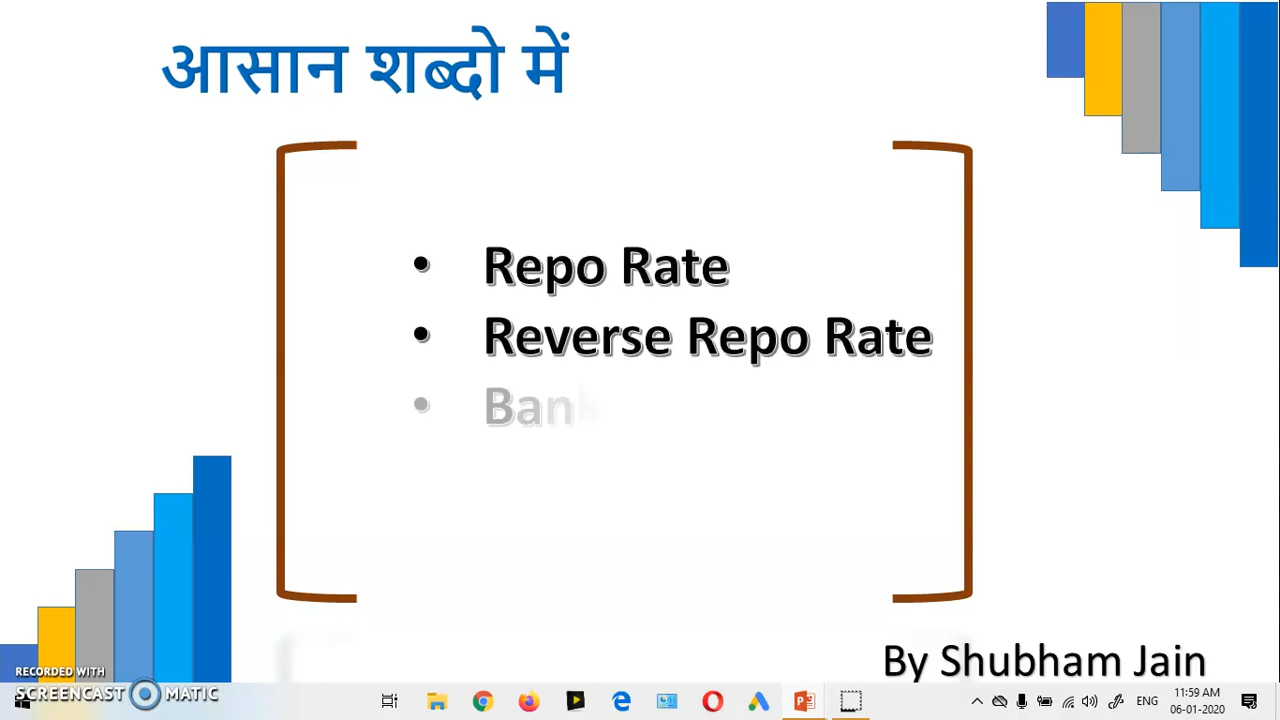 आसान शब्दो में
• Repo Rate
• Reverse Repo Rate
• Bank
By Shubham Jain
RECORDED WITH
SCREENCAST MATIC
ENG
11:59 AM
06-01-2020